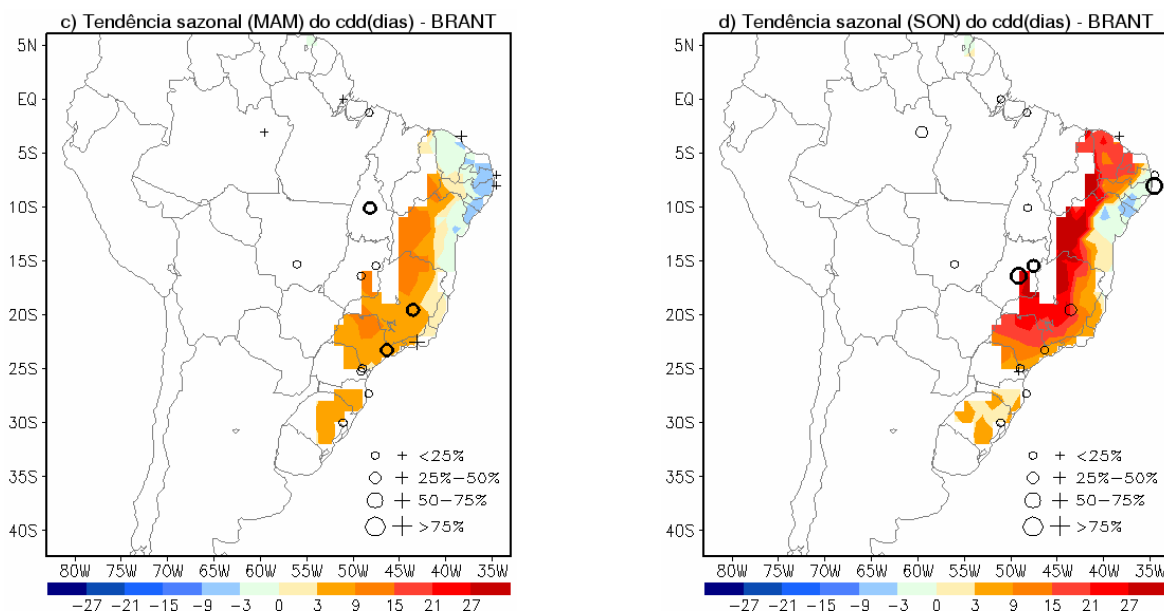 c) Tendência sazonal (MAM) do cdd(dias) - BRANT
5N
EQ
5S
10S
15S
20S
25S
30S
35S
40S
<25%
25%-50%
50-75%
>75%
80W 75W 70W 65W 60W 55W 50W 45W 40W 35W
-27 -21 -15 -9 -3 0 3 9 15 21 27
d) Tendência sazonal (SON) do cdd(dias) - BRANT
5N
EQ
5S
10S
15S
20S
25S
30S
35S
40S
<25%
25%-50%
50-75%
>75%
80W 75W 70W 65W 60W 55W 50W 45W 40W 35W
-27 -21 -15 -9 -3 0 3 9 15 21 27